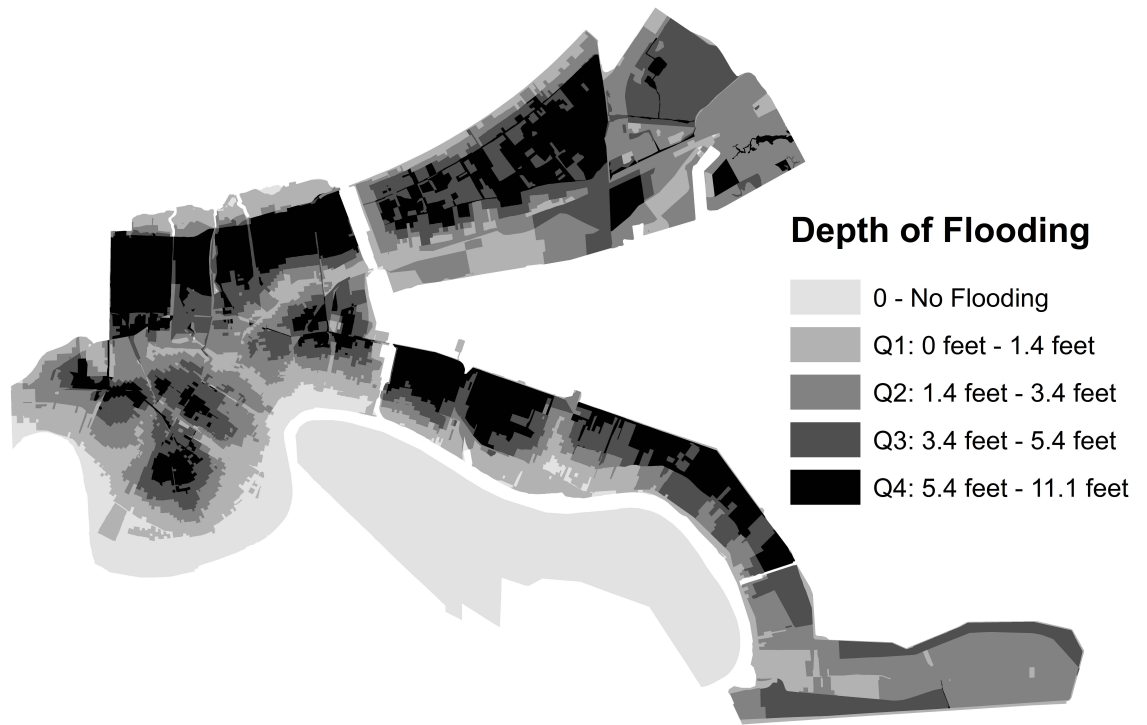 Depth of Flooding
0 - No Flooding
Q1: 0 feet - 1.4 feet
Q2: 1.4 feet - 3.4 feet
Q3: 3.4 feet - 5.4 feet
Q4: 5.4 feet - 11.1 feet